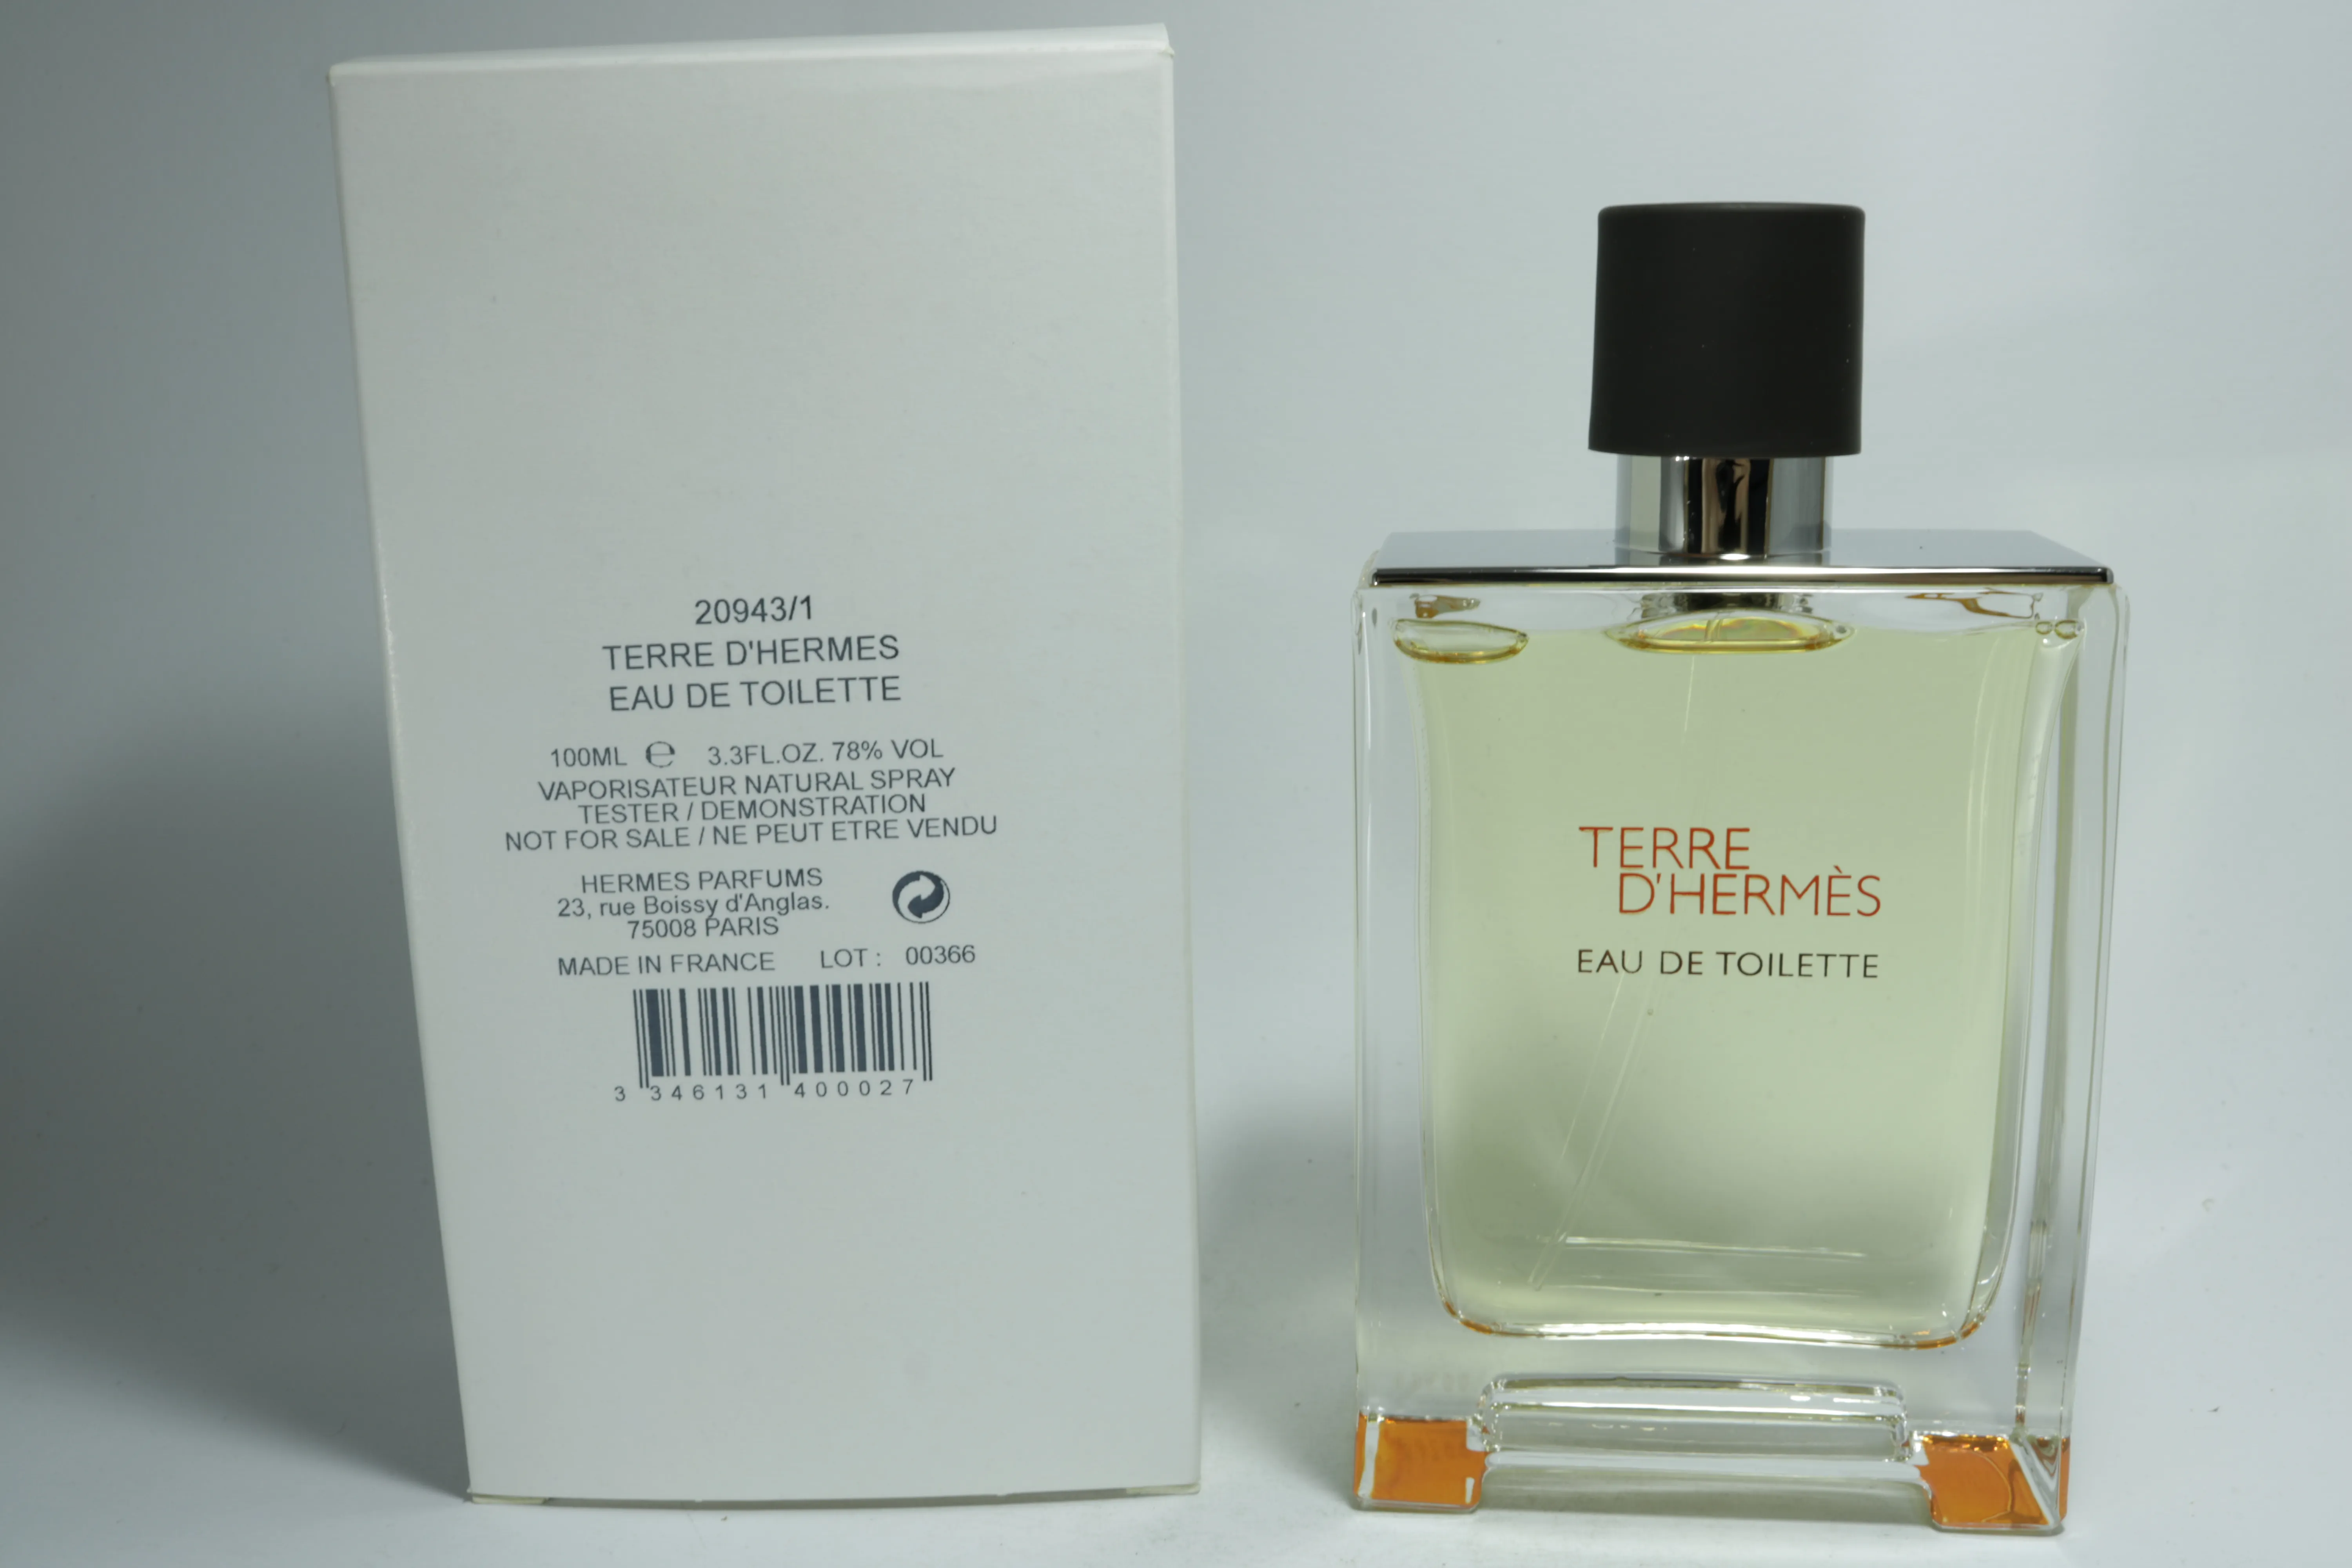 20943/1
TERRE D'HERMES
EAU DE TOILETTE
100ML ℮ 3.3FL.OZ. 78% VOL
VAPORISATEUR NATURAL SPRAY
TESTER / DEMONSTRATION
NOT FOR SALE / NE PEUT ETRE VENDU
HERMES PARFUMS
23, rue Boissy d'Anglas.
75008 PARIS
MADE IN FRANCE LOT : 00366
3 346131 400027
TERRE
D'HERMÈS
EAU DE TOILETTE